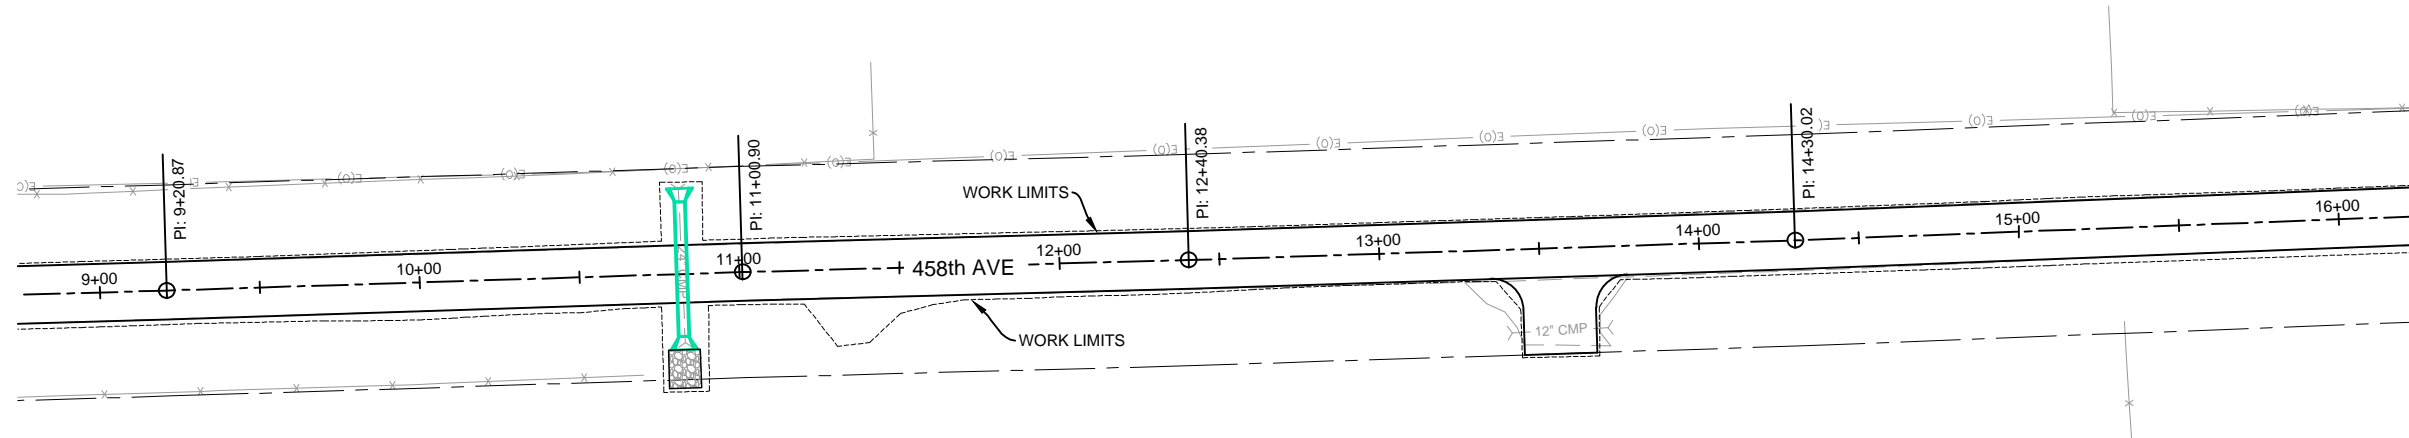 PI: 9+20.87
PI: 11+00.90
PI: 12+40.38
PI: 14+30.02
WORK LIMITS
9+00
10+00
11+00
12+00
13+00
14+00
15+00
16+00
458th AVE
WORK LIMITS
12" CMP
E(O)
E(O)
E(O)
E(O)
E(O)
E(O)
E(O)
E(O)
E(O)
E(O)
E(O)
E(O)